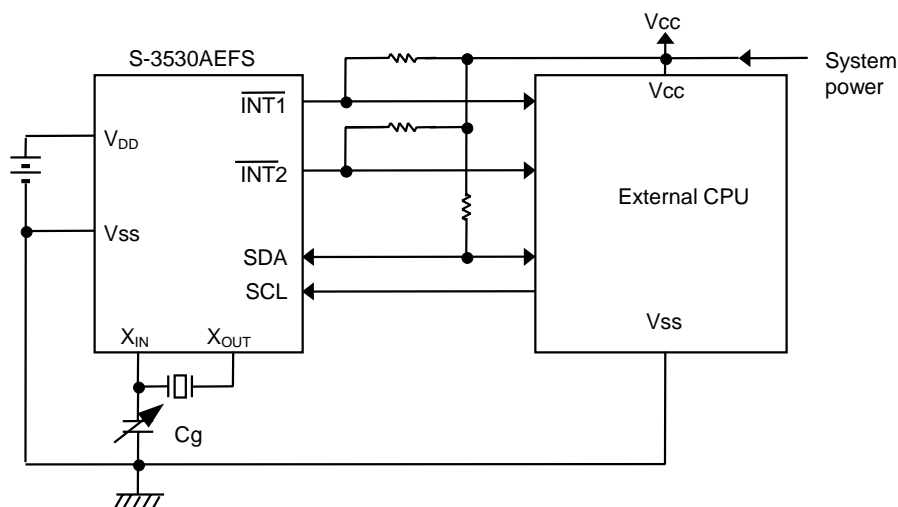 Vcc
S-3530AEFS
System
power
INT1
Vcc
VDD
INT2
External CPU
Vss
SDA
SCL
Vss
XIN
XOUT
Cg